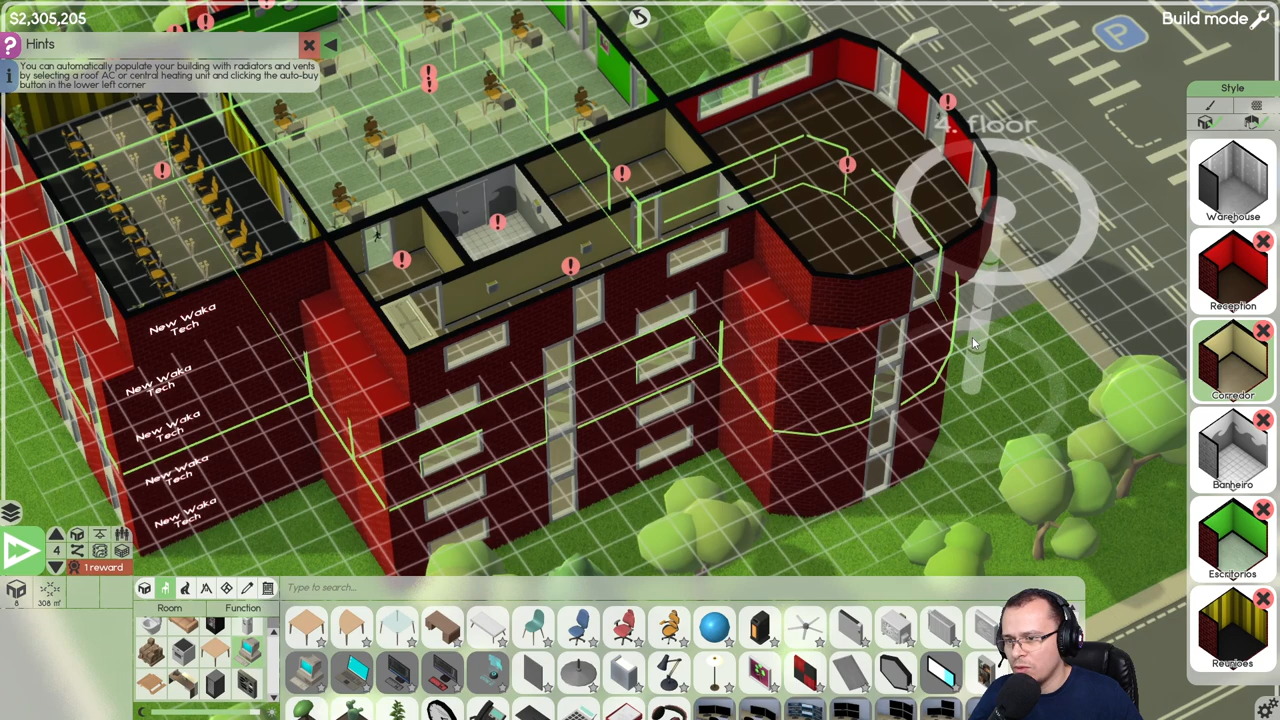 $2,305,205
Build mode
Hints
You can automatically populate your building with radiators and vents
by selecting a roof AC or central heating unit and clicking the auto-buy
button in the lower left corner
4. floor
Style
Warehouse
Reception
Corredor
Banheiro
Escritorios
Reunioes
New Waka
Tech
New Waka
Tech
New Waka
Tech
New Waka
Tech
New Waka
Tech
4
1 reward
8
308 m²
Room
Function
Type to search...